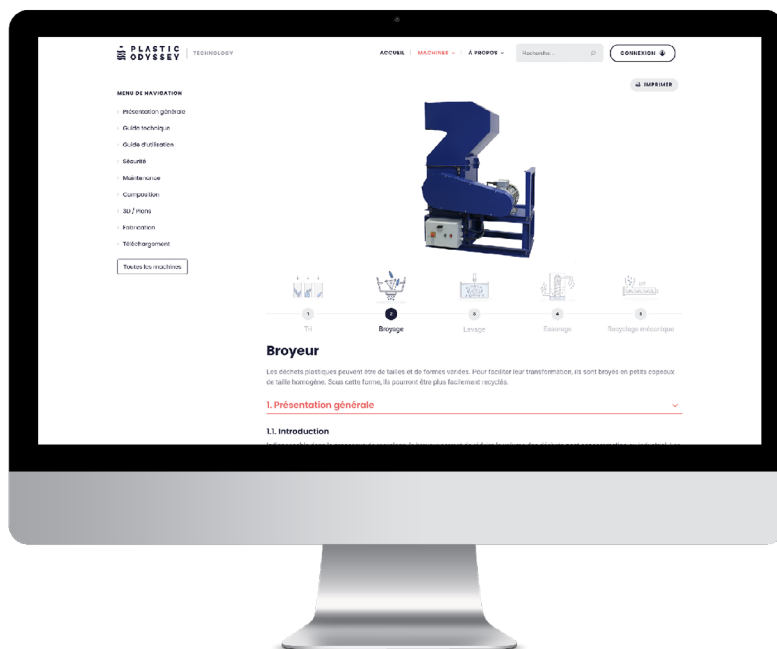 PLASTIC
ODYSSEY
TECHNOLOGY
ACCUEIL
MACHINES
À PROPOS
Recherche...
CONNEXION
IMPRIMER
MENU DE NAVIGATION
Présentation générale
Guide technique
Guide d'utilisation
Sécurité
Maintenance
Composition
3D / Plans
Fabrication
Téléchargement
Toutes les machines
1
2
3
4
5
Tri
Broyage
Lavage
Essorage
Recyclage mécanique
Broyeur
Les déchets plastiques peuvent être de tailles et de formes variées. Pour faciliter leur transformation, ils sont broyés en petits copeaux
de taille homogène. Sous cette forme, ils pourront être plus facilement recyclés.
1. Présentation générale
1.1. Introduction